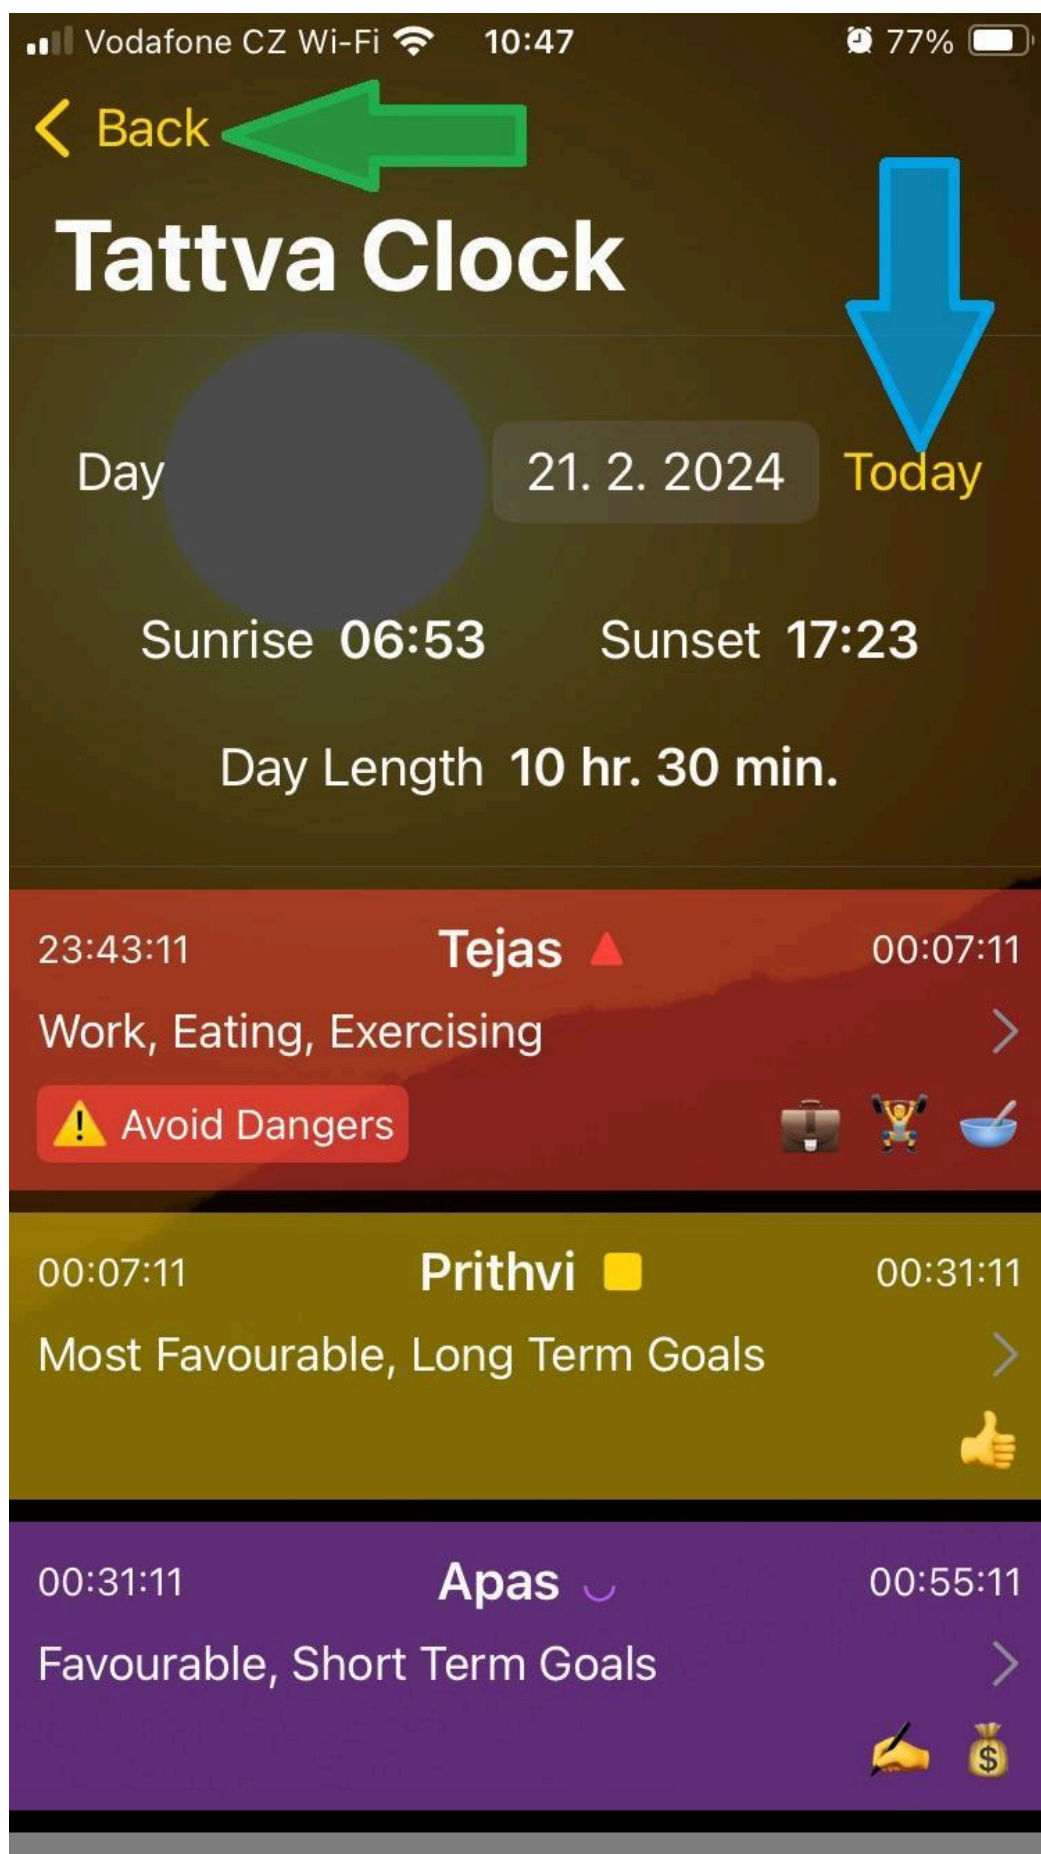 Vodafone CZ Wi-Fi 10:47 77%
Back
Tattva Clock
Day 21. 2. 2024 Today
Sunrise 06:53 Sunset 17:23
Day Length 10 hr. 30 min.
23:43:11 Tejas 00:07:11
Work, Eating, Exercising
Avoid Dangers
00:07:11 Prithvi 00:31:11
Most Favourable, Long Term Goals
00:31:11 Apas 00:55:11
Favourable, Short Term Goals